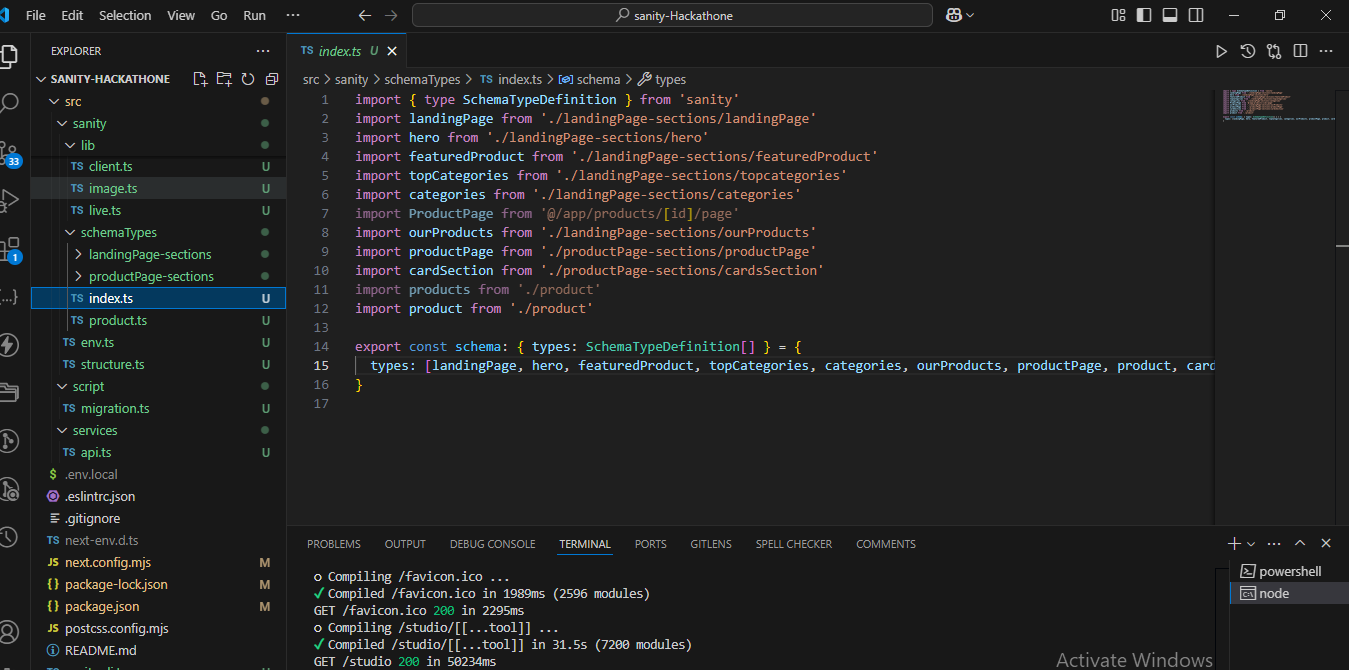 File Edit Selection View Go Run ··· sanity-Hackathone
EXPLORER ···
SANITY-HACKATHONE
src
sanity
lib
TS client.ts U
TS image.ts U
TS live.ts U
schemaTypes
landingPage-sections
productPage-sections
TS index.ts U
TS product.ts U
TS env.ts U
TS structure.ts U
script
TS migration.ts U
services
TS api.ts U
$ .env.local
.eslintrc.json
.gitignore
TS next-env.d.ts
JS next.config.mjs M
{} package-lock.json M
{} package.json M
JS postcss.config.mjs
README.md
33
1
TS index.ts U
src > sanity > schemaTypes > TS index.ts > schema > types
1 import { type SchemaTypeDefinition } from 'sanity'
2 import landingPage from './landingPage-sections/landingPage'
3 import hero from './landingPage-sections/hero'
4 import featuredProduct from './landingPage-sections/featuredProduct'
5 import topCategories from './landingPage-sections/topcategories'
6 import categories from './landingPage-sections/categories'
7 import ProductPage from '@/app/products/[id]/page'
8 import ourProducts from './landingPage-sections/ourProducts'
9 import productPage from './productPage-sections/productPage'
10 import cardSection from './productPage-sections/cardsSection'
11 import products from './product'
12 import product from './product'
13
14 export const schema: { types: SchemaTypeDefinition[] } = {
15 types: [landingPage, hero, featuredProduct, topCategories, categories, ourProducts, productPage, product, card
16 }
17
PROBLEMS OUTPUT DEBUG CONSOLE TERMINAL PORTS GITLENS SPELL CHECKER COMMENTS
○ Compiling /favicon.ico ...
✓ Compiled /favicon.ico in 1989ms (2596 modules)
GET /favicon.ico 200 in 2295ms
○ Compiling /studio/[[...tool]] ...
✓ Compiled /studio/[[...tool]] in 31.5s (7200 modules)
GET /studio 200 in 50234ms
powershell
node
Activate Windows